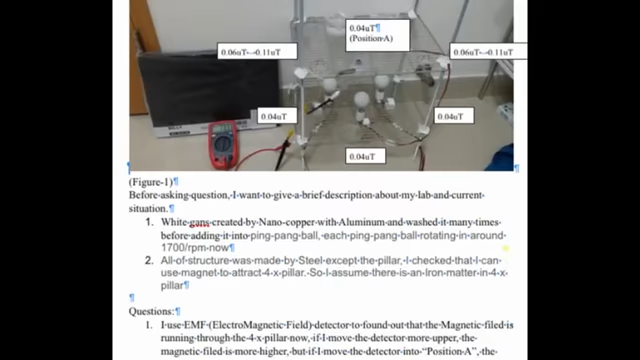 0.04uT¶
(Position A)
0.06uT~0.11uT
0.06uT~0.11uT
0.04uT
0.04uT
0.04uT
(Figure-1)¶
Before asking question, I want to give a brief description about my lab and current
situation.¶
1. White gans created by Nano-copper with Aluminum and washed it many times
before adding it into ping-pang-ball, each ping-pang-ball rotating in around
1700/rpm now¶
2. All of structure was made by Steel except the pillar, I checked that I can
use magnet to attract 4-x-pillar. So I assume there is an Iron matter in 4-x
pillar¶
¶
Questions:¶
1. I use EMF (ElectroMagnetic Field) detector to found out that the Magnetic filed is
running through the 4-x-pillar now, if I move the detector more upper, the
magnetic filed is more higher, but if I move the detector into "Position A", the